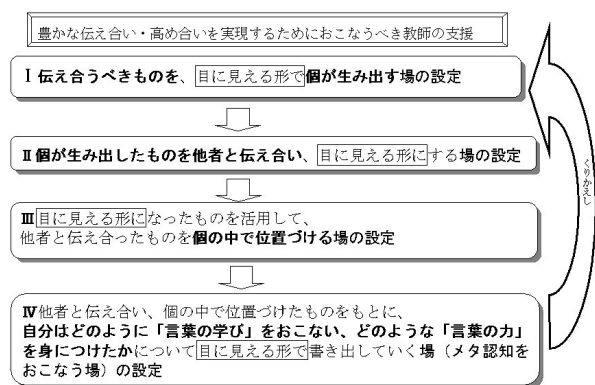 豊かな伝え合い・高め合いを実現するためにおこなうべき教師の支援
Ⅰ伝え合うべきものを、目に見える形で個が生み出す場の設定
Ⅱ個が生み出したものを他者と伝え合い、目に見える形にする場の設定
Ⅲ目に見える形になったものを活用して、
他者と伝え合ったものを個の中で位置づける場の設定
Ⅳ他者と伝え合い、個の中で位置づけたものをもとに、
自分はどのように「言葉の学び」をおこない、どのような「言葉の力」
を身につけたかについて目に見える形で書き出していく場（メタ認知を
おこなう場）の設定
くりかえし